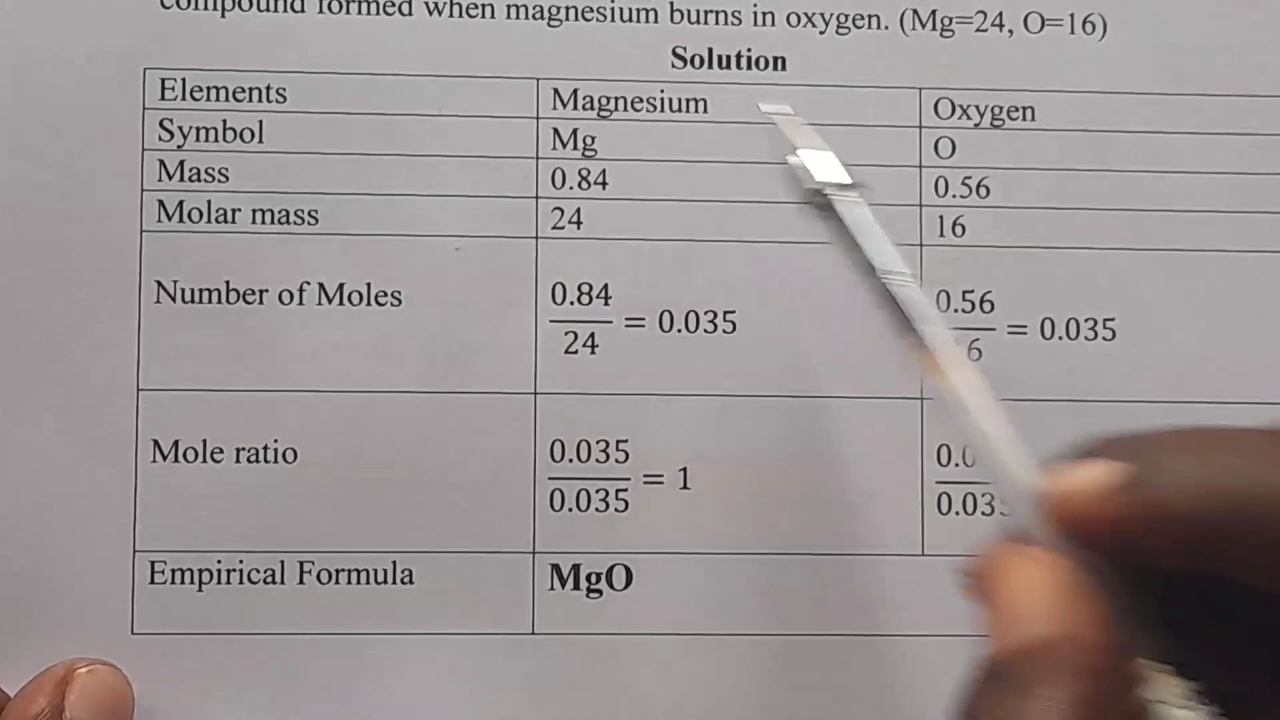 compound formed when magnesium burns in oxygen. (Mg=24, O=16)
Solution
Elements Magnesium Oxygen
Symbol Mg O
Mass 0.84 0.56
Molar mass 24 16
Number of Moles 0.84/24 = 0.035 0.56/6 = 0.035
Mole ratio 0.035/0.035 = 1
Empirical Formula MgO